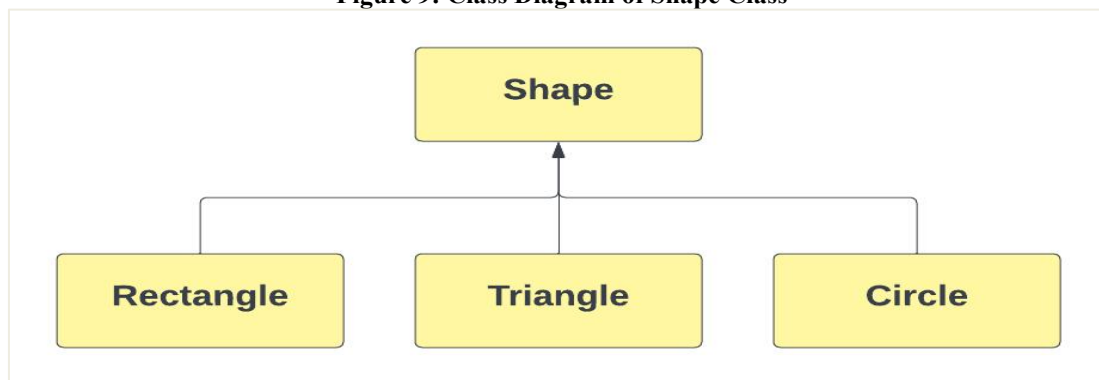 Figure 9: Class Diagram of Shape Class
Shape
Rectangle
Triangle
Circle